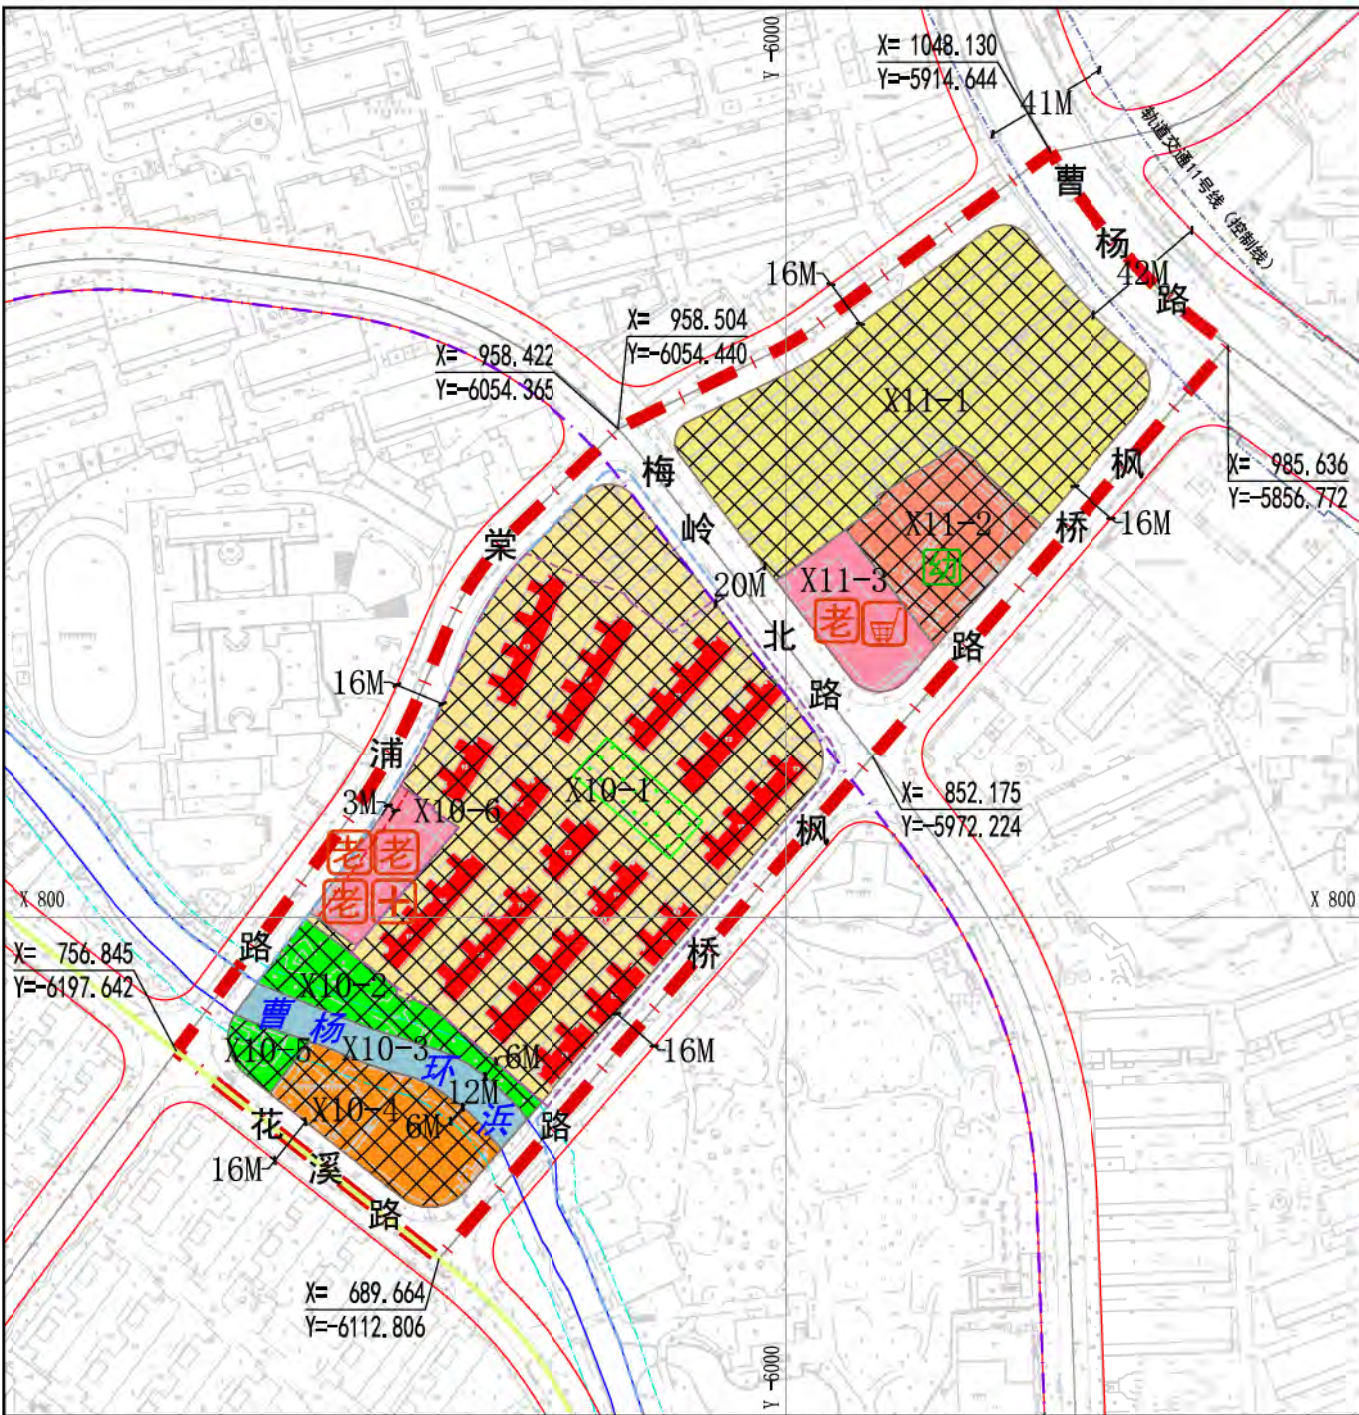 Y -6000
X= 1048.130
Y=-5914.644
41M
轨道交通11号线（控制线）
曹杨路
42M
16M
X= 958.504
Y=-6054.440
X= 958.422
Y=-6054.365
X11-1
X= 985.636
Y=-5856.772
枫桥路
16M
X11-2
幼
X11-3
老
梅岭北路
20M
棠浦路
16M
X10-1
3M
X10-6
老 老
老
X= 852.175
Y=-5972.224
枫桥路
X 800
X 800
X= 756.845
Y=-6197.642
X10-2
曹杨环浜
X10-3
X10-5
16M
6M
12M
6M
X10-4
花溪路
16M
X= 689.664
Y=-6112.806
Y -6000